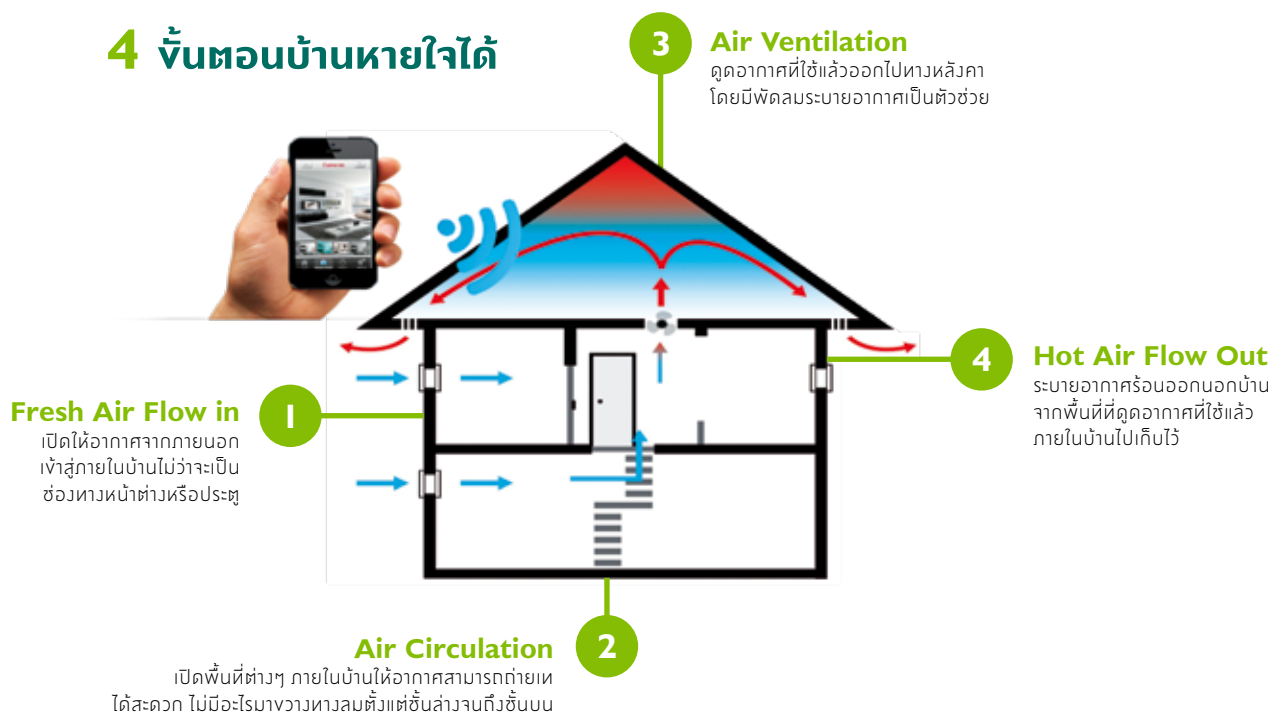 4 ขั้นตอนบ้านหายใจได้
3
Air Ventilation
ดูดอากาศที่ใช้แล้วออกไปทางหลังคา
โดยมีพัดลมระบายอากาศเป็นตัวช่วย
4
Hot Air Flow Out
ระบายอากาศร้อนออกนอกบ้าน
จากพื้นที่ที่ดูดอากาศที่ใช้แล้ว
ภายในบ้านไปเก็บไว้
Fresh Air Flow in
1
เปิดให้อากาศจากภายนอก
เข้าสู่ภายในบ้านไม่ว่าจะเป็น
ช่องทางหน้าต่างหรือประตู
Air Circulation
2
เปิดพื้นที่ต่างๆ ภายในบ้านให้อากาศสามารถถ่ายเท
ได้สะดวก ไม่มีอะไรมาขวางทางลมตั้งแต่ชั้นล่างจนถึงชั้นบน